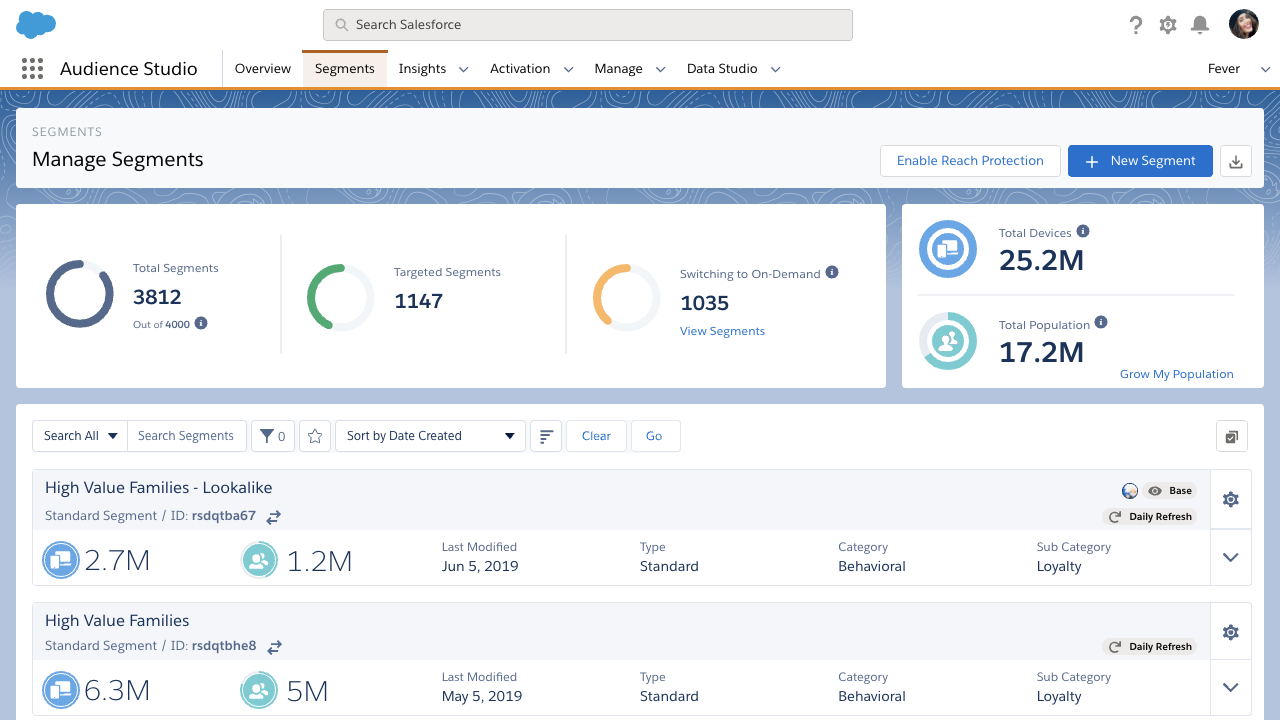 Search Salesforce
Audience Studio
Overview
Segments
Insights
Activation
Manage
Data Studio
Fever
SEGMENTS
Manage Segments
Enable Reach Protection
New Segment
Total Segments
3812
Out of 4000
Targeted Segments
1147
Switching to On-Demand
1035
View Segments
Total Devices
25.2M
Total Population
17.2M
Grow My Population
Search All
Search Segments
0
Sort by Date Created
Clear
Go
High Value Families - Lookalike
Base
Standard Segment / ID: rsdqtba67
Daily Refresh
2.7M
1.2M
Last Modified
Jun 5, 2019
Type
Standard
Category
Behavioral
Sub Category
Loyalty
High Value Families
Standard Segment / ID: rsdqtbhe8
Daily Refresh
6.3M
5M
Last Modified
May 5, 2019
Type
Standard
Category
Behavioral
Sub Category
Loyalty